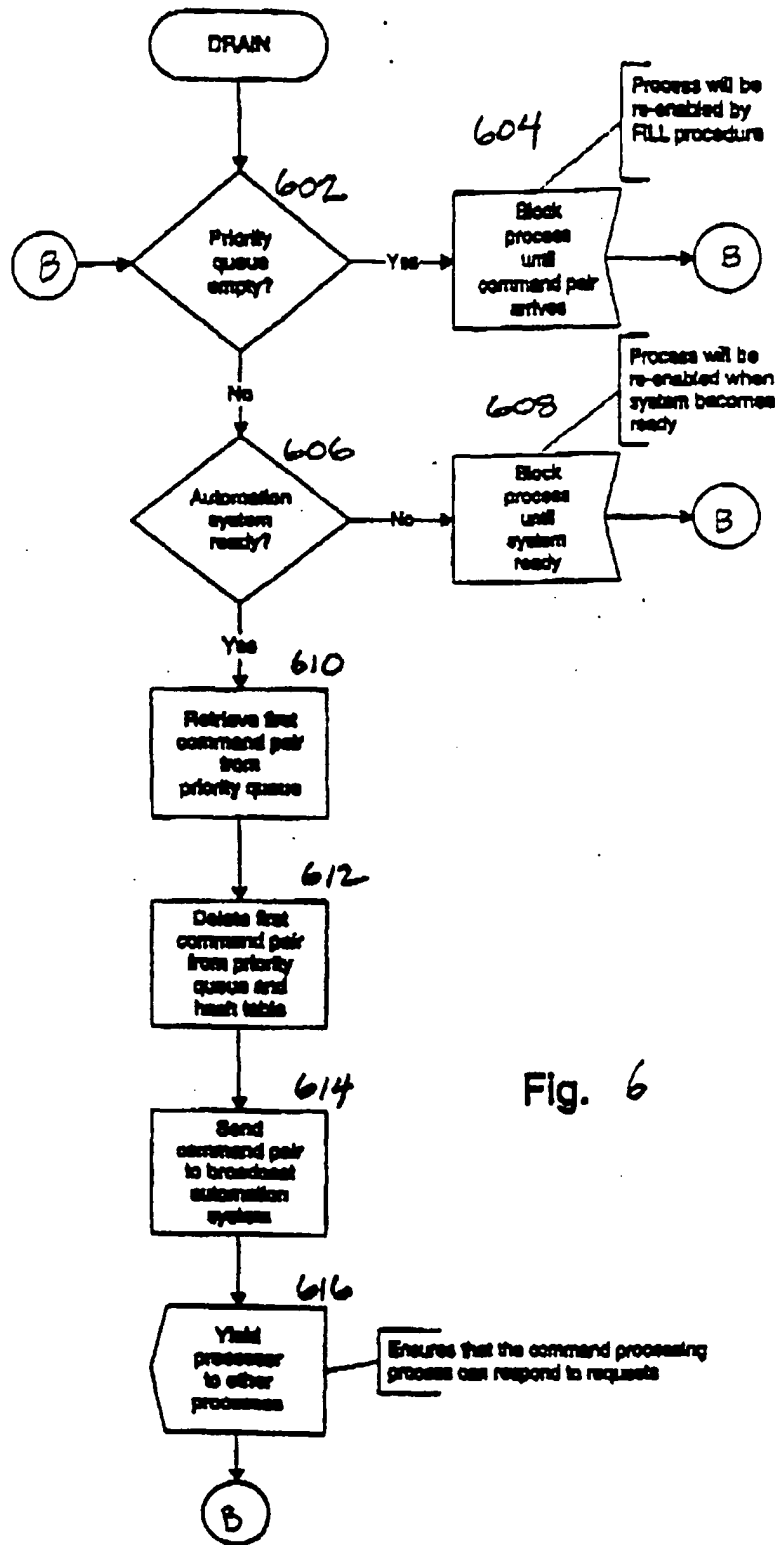 DRAIN
602
Priority
queue
empty?
B
Yes
604
Block
process
until
command pair
arrives
Process will be
re-enabled by
FILL procedure
B
No
606
Automation
system
ready?
No
608
Block
process
until
system
ready
Process will be
re-enabled when
system becomes
ready
B
Yes
610
Retrieve first
command pair
from
priority queue
612
Delete first
command pair
from priority
queue and
hash table
614
Send
command pair
to broadcast
automation
system
Fig. 6
616
Yield
processor
to other
processes
Ensures that the command processing
process can respond to requests
B